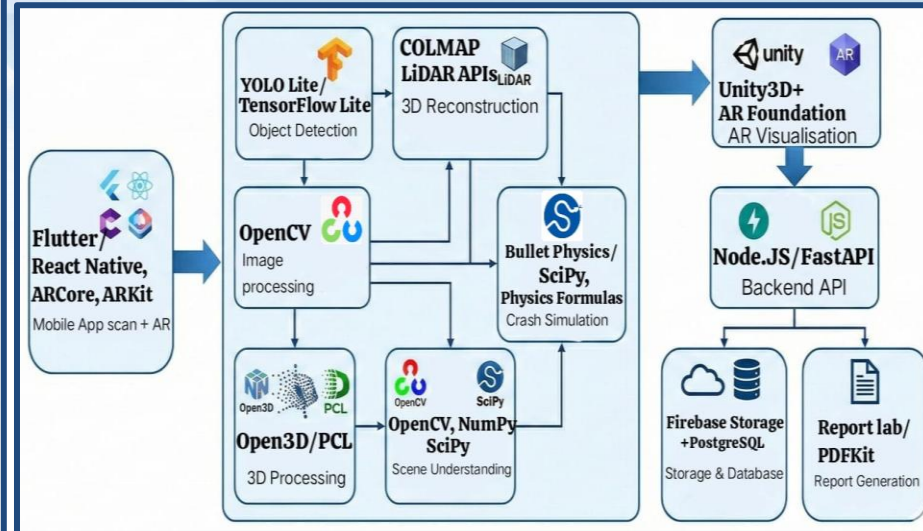 Flutter/
React Native,
ARCore, ARKit
Mobile App scan + AR
YOLO Lite/
TensorFlow Lite
Object Detection
COLMAP
LiDAR APIs
LiDAR
3D Reconstruction
OpenCV
Image
processing
Bullet Physics/
SciPy,
Physics Formulas
Crash Simulation
Open3D
PCL
Open3D/PCL
3D Processing
OpenCV
SciPy
OpenCV, NumPy
SciPy
Scene Understanding
unity
AR
Unity3D+
AR Foundation
AR Visualisation
JS
Node.JS/FastAPI
Backend API
Firebase Storage
+PostgreSQL
Storage & Database
Report lab/
PDFKit
Report Generation